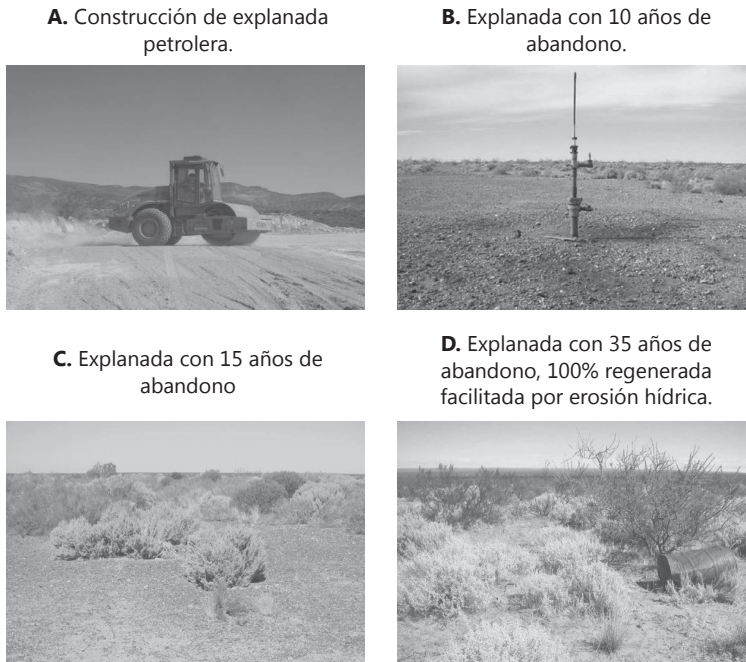 A. Construcción de explanada
petrolera.
B. Explanada con 10 años de
abandono.
C. Explanada con 15 años de
abandono
D. Explanada con 35 años de
abandono, 100% regenerada
facilitada por erosión hídrica.